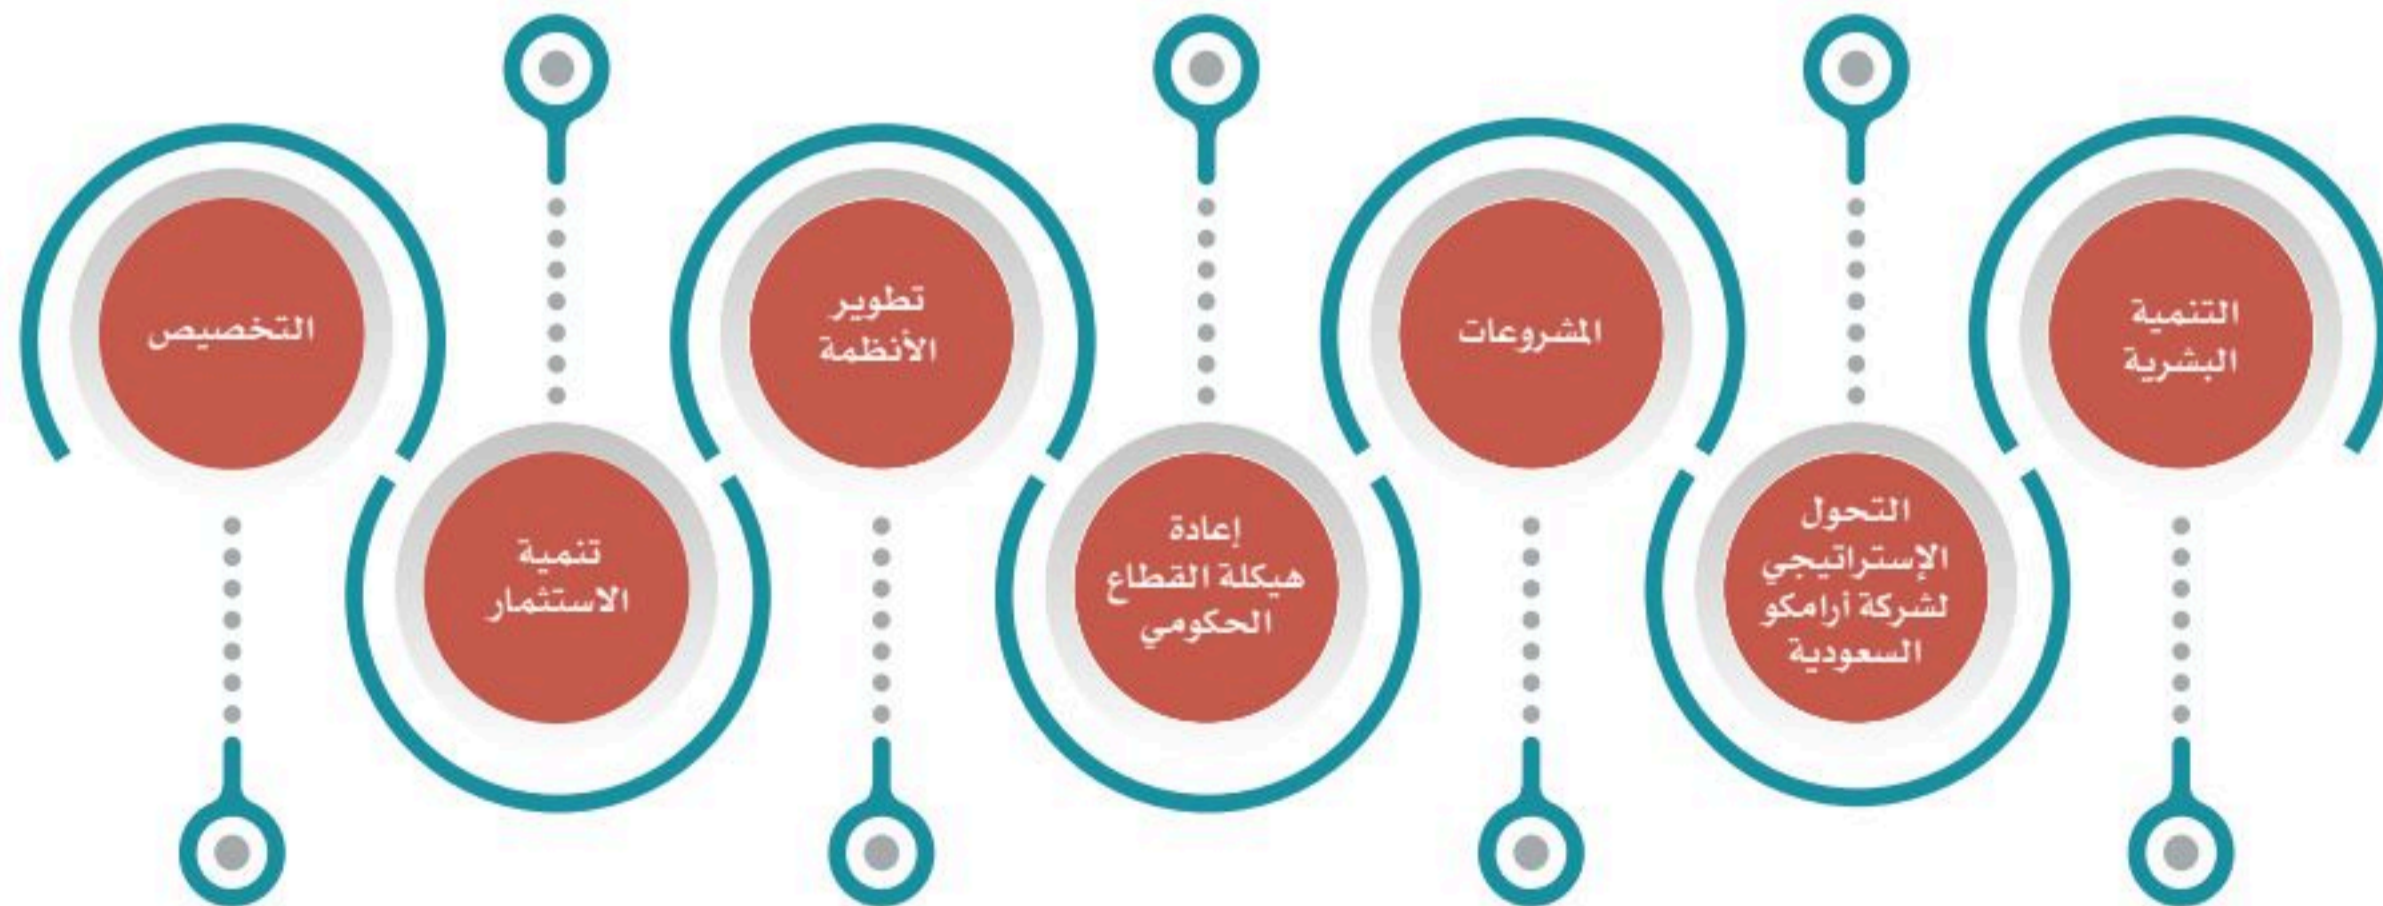 التنمية
البشرية
التحول
الإستراتيجي
لشركة أرامكو
السعودية
المشروعات
إعادة
هيكلة القطاع
الحكومي
تطوير
الأنظمة
تنمية
الاستثمار
التخصيص